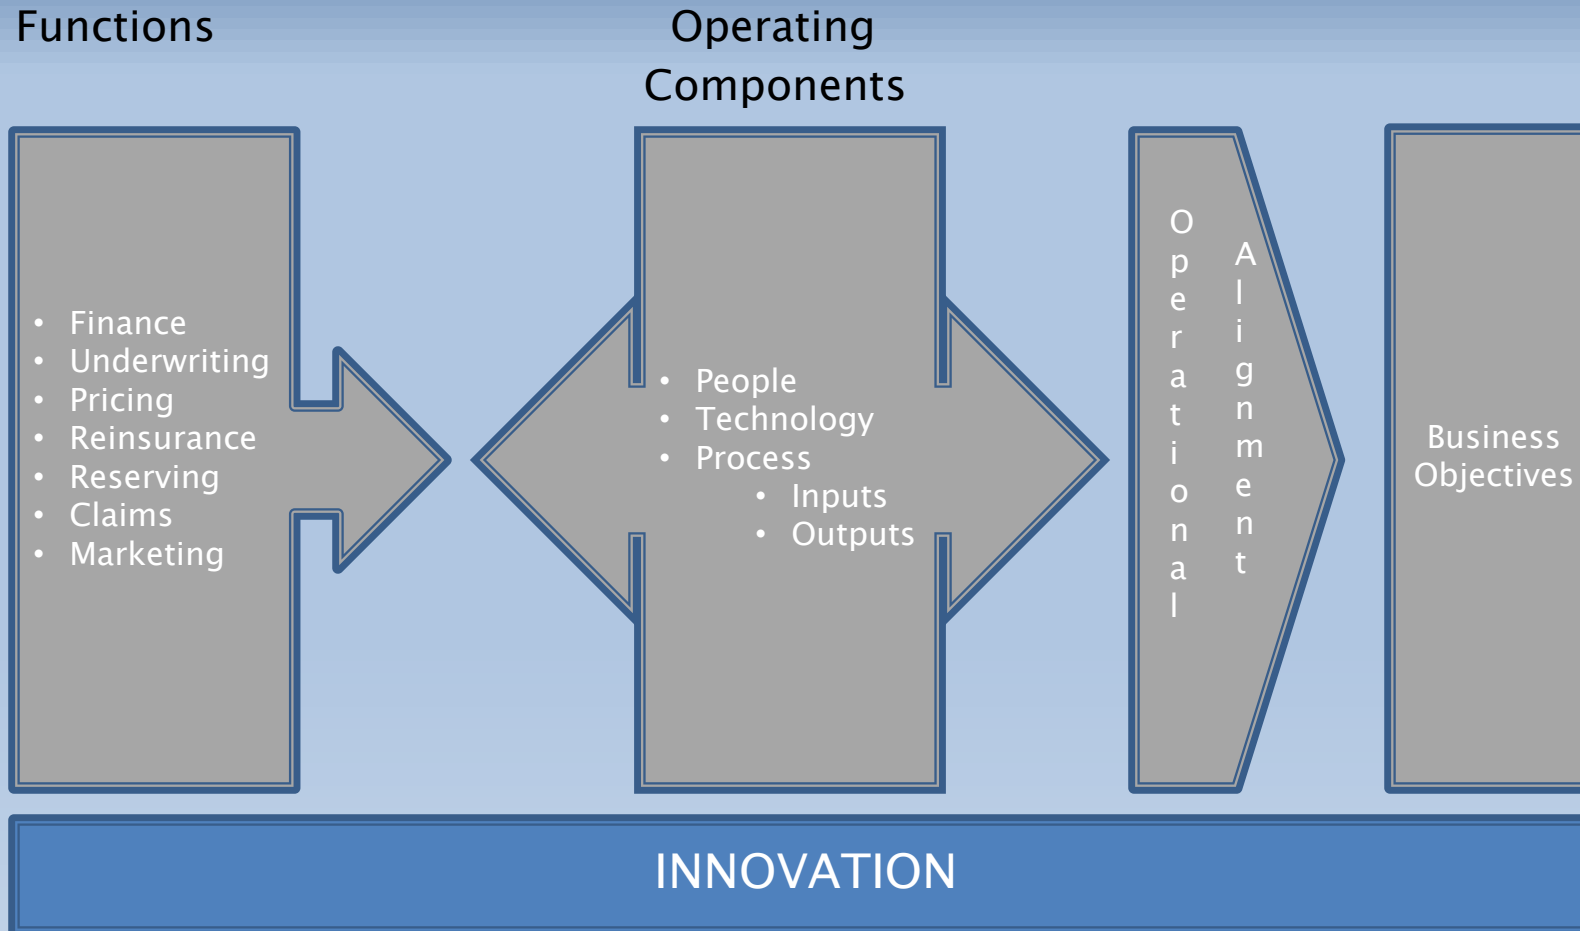 Functions
Operating
Components
• Finance
• Underwriting
• Pricing
• Reinsurance
• Reserving
• Claims
• Marketing
• People
• Technology
• Process
• Inputs
• Outputs
Operational
Alignment
Business
Objectives
INNOVATION